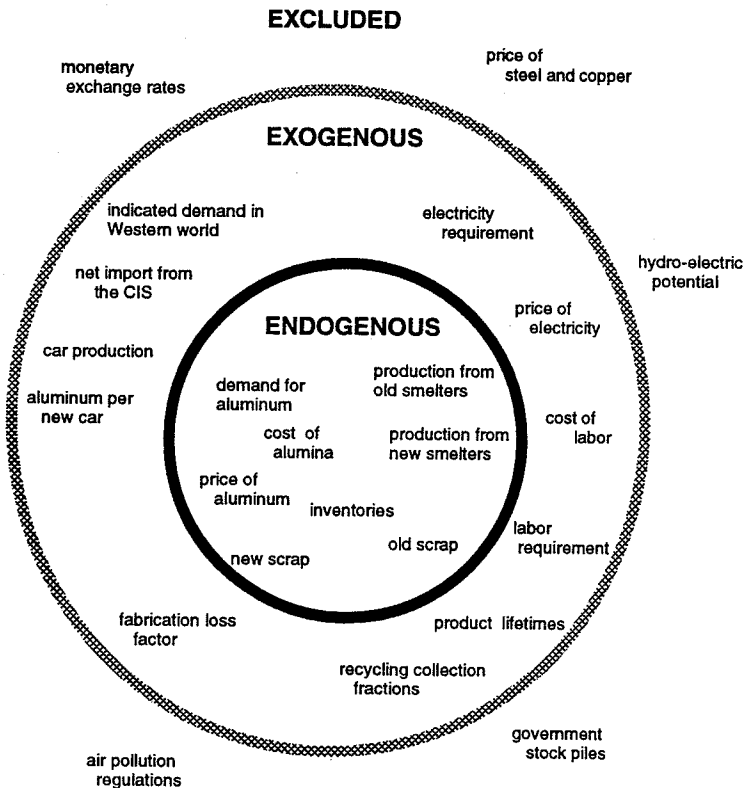 EXCLUDED
monetary
exchange rates
price of
steel and copper
EXOGENOUS
indicated demand in
Western world
electricity
requirement
net import from
the CIS
hydro-electric
potential
price of
electricity
car production
aluminum per
new car
cost of
labor
ENDOGENOUS
demand for
aluminum
production from
old smelters
cost of
alumina
production from
new smelters
price of
aluminum
inventories
new scrap
old scrap
labor
requirement
fabrication loss
factor
product lifetimes
recycling collection
fractions
air pollution
regulations
government
stock piles